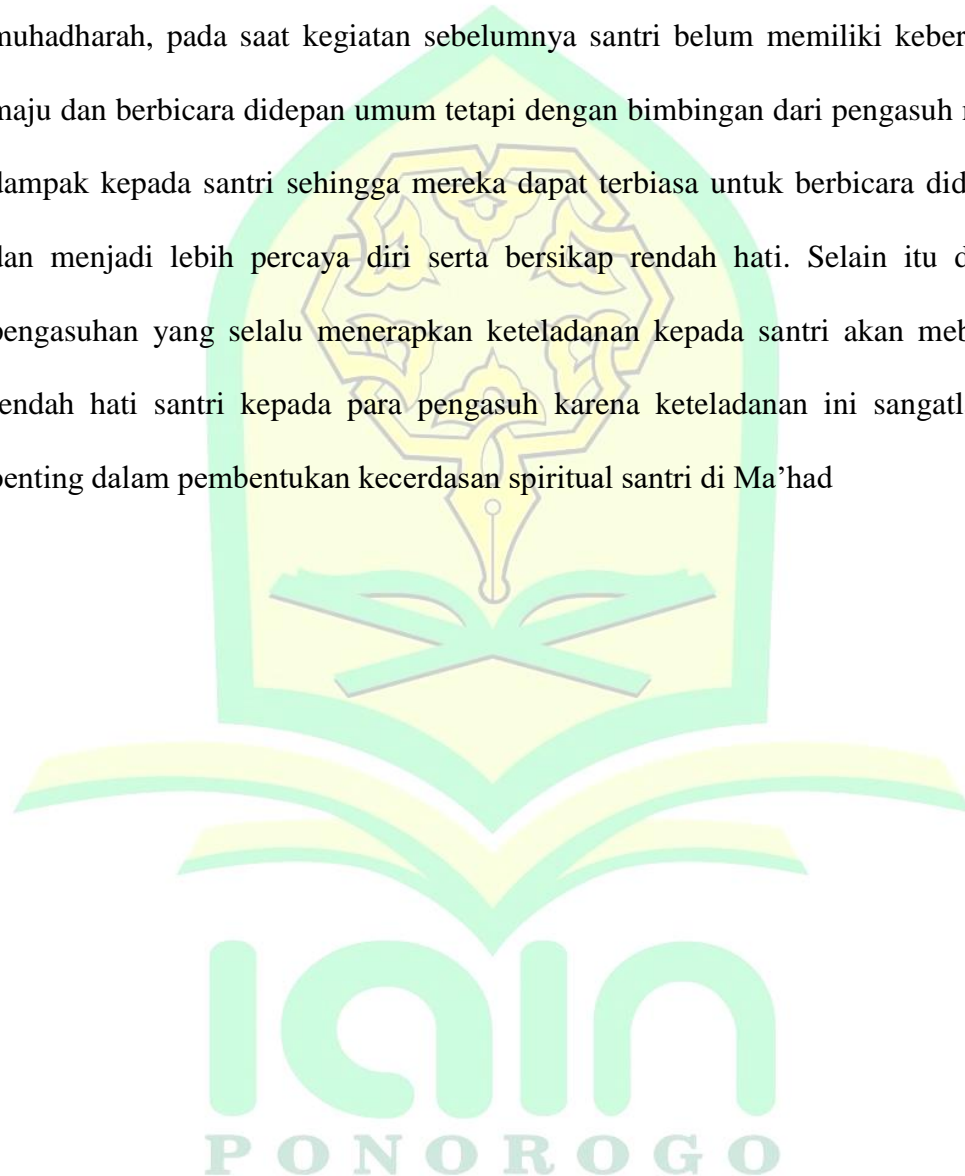 muhadharah, pada saat kegiatan sebelumnya santri belum memiliki keber
maju dan berbicara didepan umum tetapi dengan bimbingan dari pengasuh
dampak kepada santri sehingga mereka dapat terbiasa untuk berbicara did
dan menjadi lebih percaya diri serta bersikap rendah hati. Selain itu d
pengasuhan yang selalu menerapkan keteladanan kepada santri akan meb
rendah hati santri kepada para pengasuh karena keteladanan ini sangatl
penting dalam pembentukan kecerdasan spiritual santri di Ma’had
iain
PONOROGO